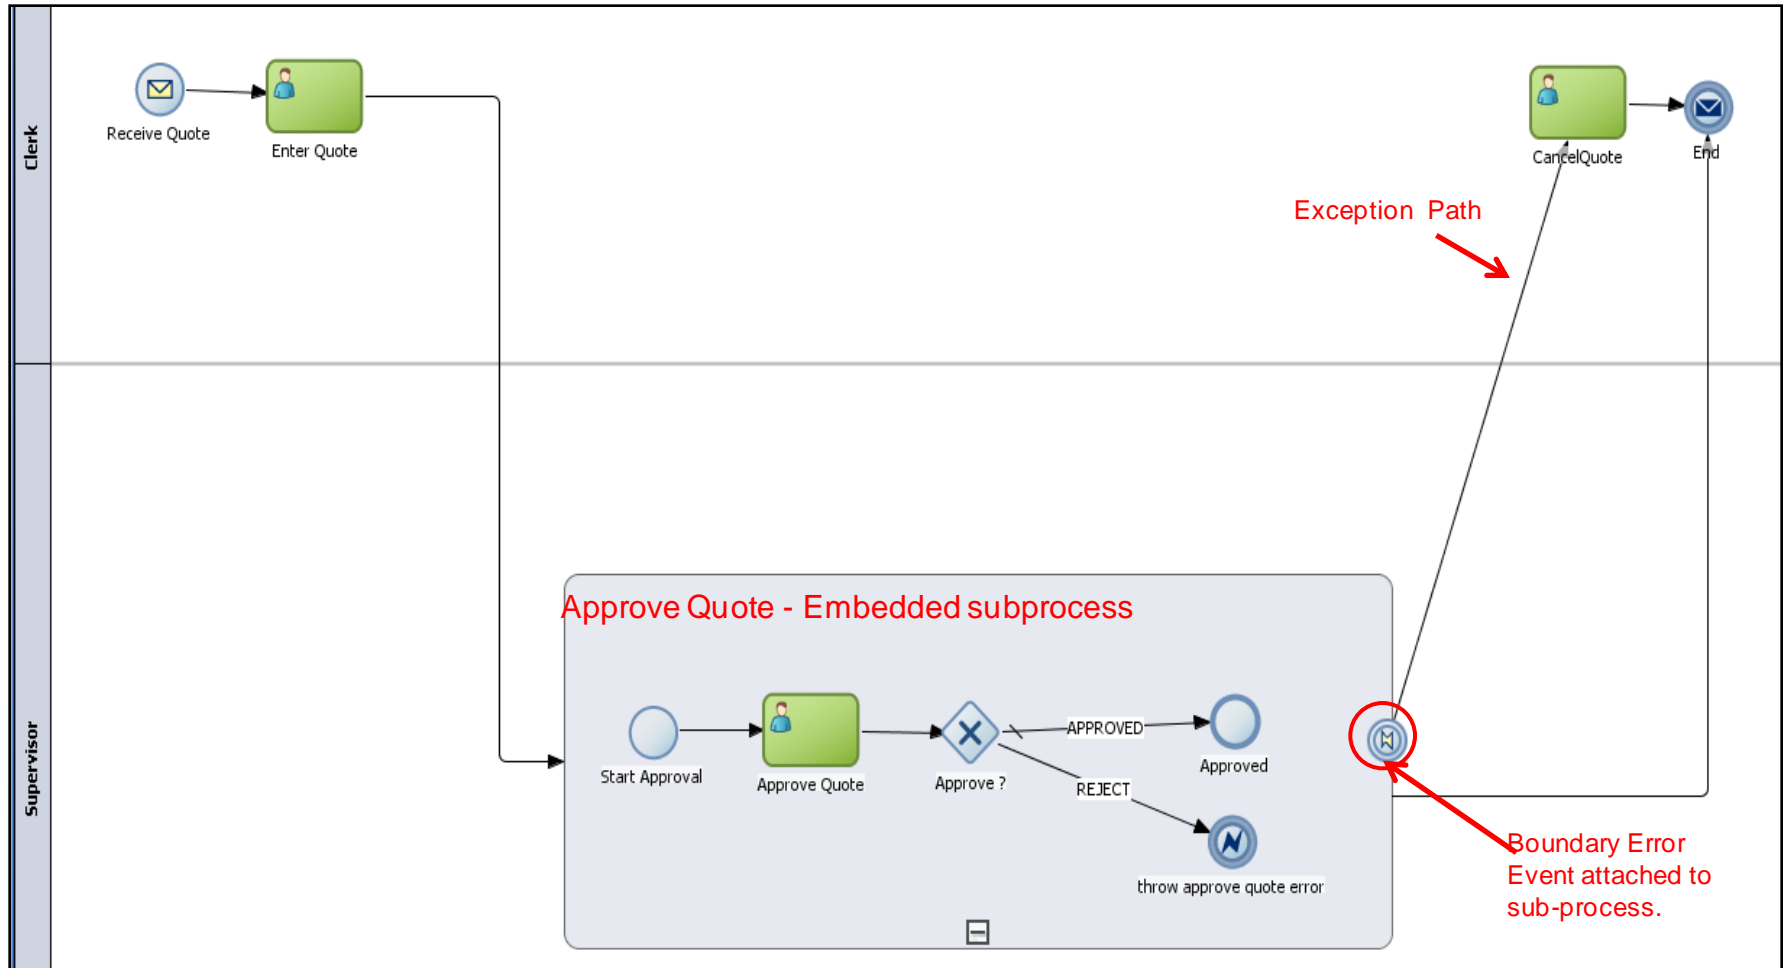 Clerk
Receive Quote
Enter Quote
CancelQuote
End
Exception Path
Supervisor
Approve Quote - Embedded subprocess
Start Approval
Approve Quote
Approve ?
APPROVED
Approved
REJECT
throw approve quote error
Boundary Error
Event attached to
sub-process.